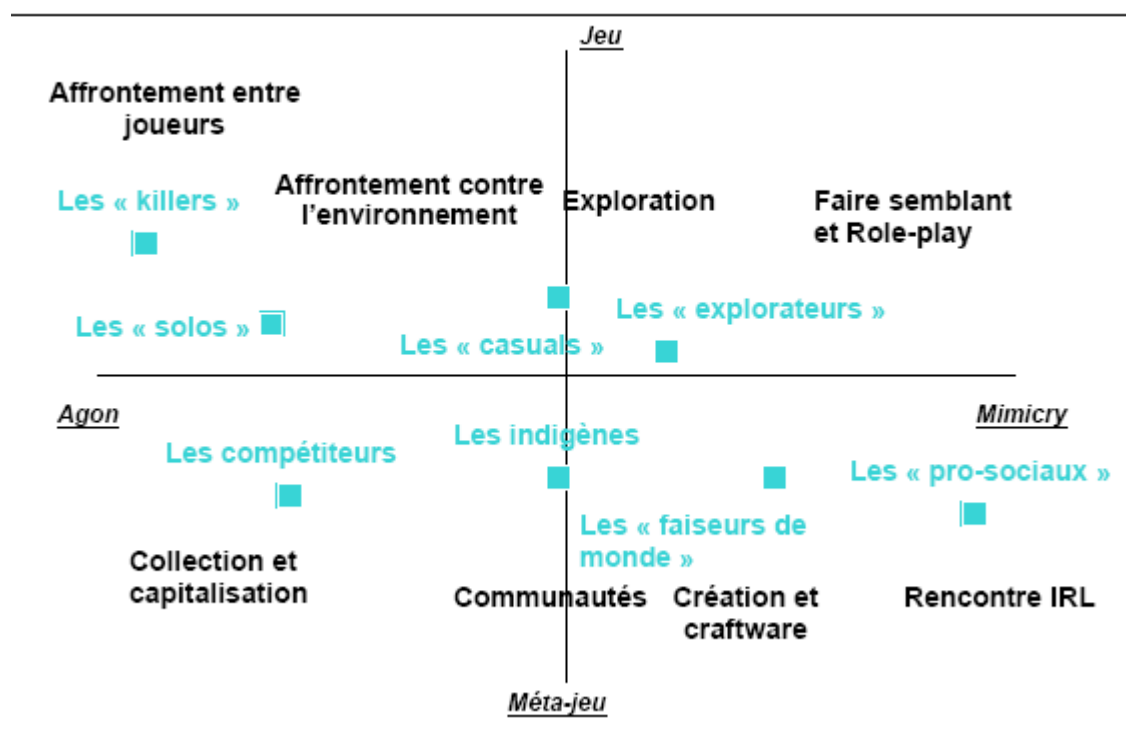 Jeu
Affrontement entre
joueurs
Affrontement contre
l'environnement
Exploration
Faire semblant
et Role-play
Les « killers »
Les « solos »
Les « casuals »
Les « explorateurs »
Agon
Mimicry
Les compétiteurs
Les indigènes
Les « pro-sociaux »
Les « faiseurs de
monde »
Collection et
capitalisation
Communautés
Création et
craftware
Rencontre IRL
Méta-jeu